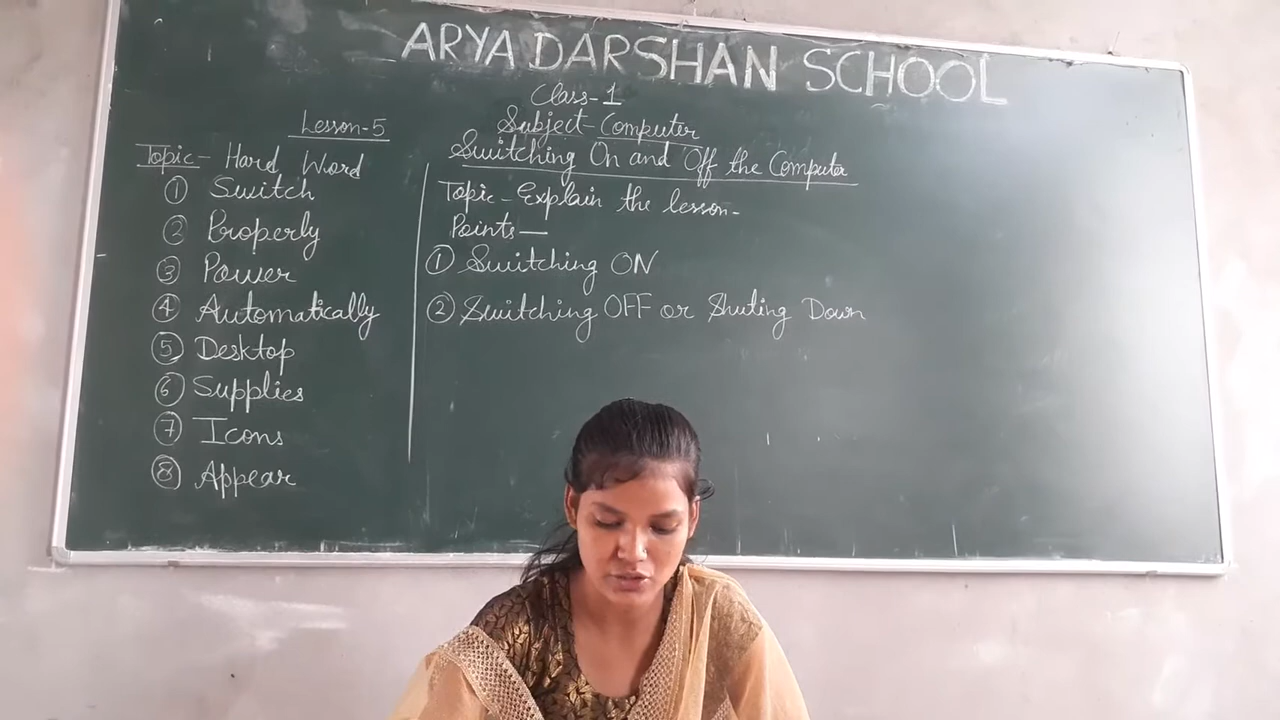 ARYA DARSHAN SCHOOL
Class-1
Subject-Computer
Switching On and Off the Computer
Lesson-5
Topic- Hard Word
① Switch
② Properly
③ Power
④ Automatically
⑤ Desktop
⑥ Supplies
⑦ Icons
⑧ Appear
Topic-Explain the lesson-
Points—
① Switching ON
② Switching OFF or Shuting Down